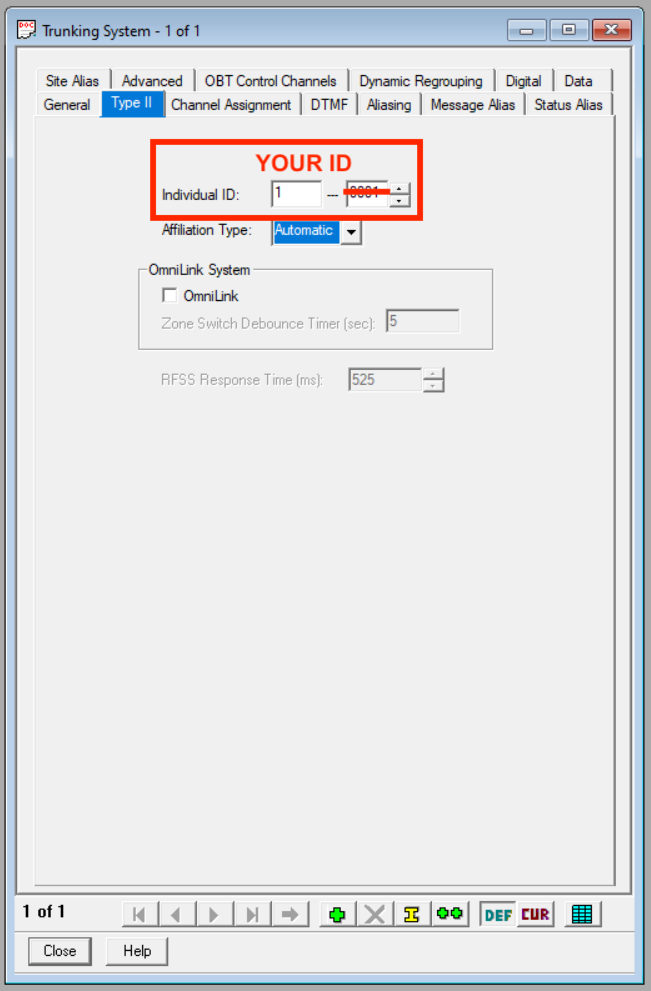 DOC Trunking System - 1 of 1
Site Alias Advanced OBT Control Channels Dynamic Regrouping Digital Data
General Type II Channel Assignment DTMF Aliasing Message Alias Status Alias
YOUR ID
Individual ID: 1 --- 0001
Affiliation Type: Automatic
OmniLink System
OmniLink
Zone Switch Debounce Timer (sec): 5
RFSS Response Time (ms): 525
1 of 1 DEF CUR
Close Help